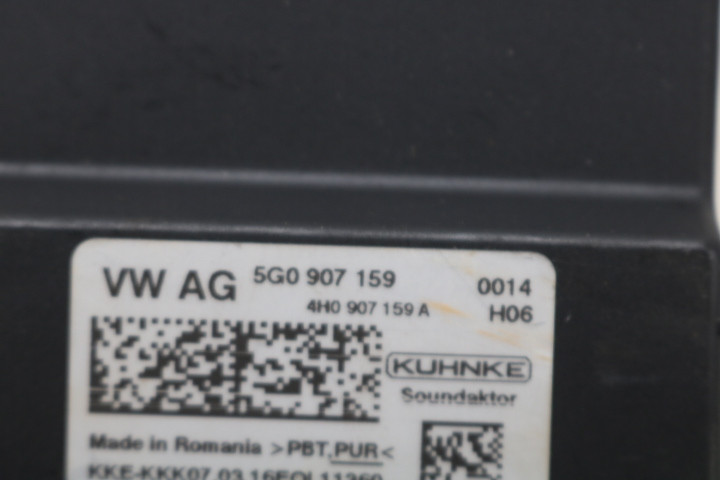 VW AG 5G0 907 159 0014
4H0 907 159 A H06
KUHNKE
Soundaktor
Made in Romania >PBT,PUR<